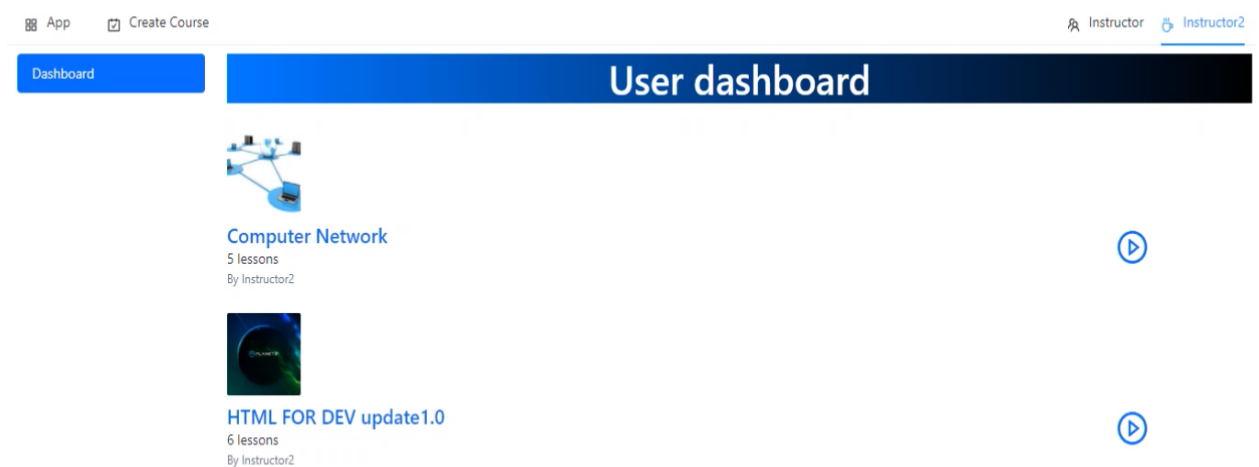 App
Create Course
Instructor
Instructor2
Dashboard
User dashboard
Computer Network
5 lessons
By Instructor2
HTML FOR DEV update1.0
6 lessons
By Instructor2